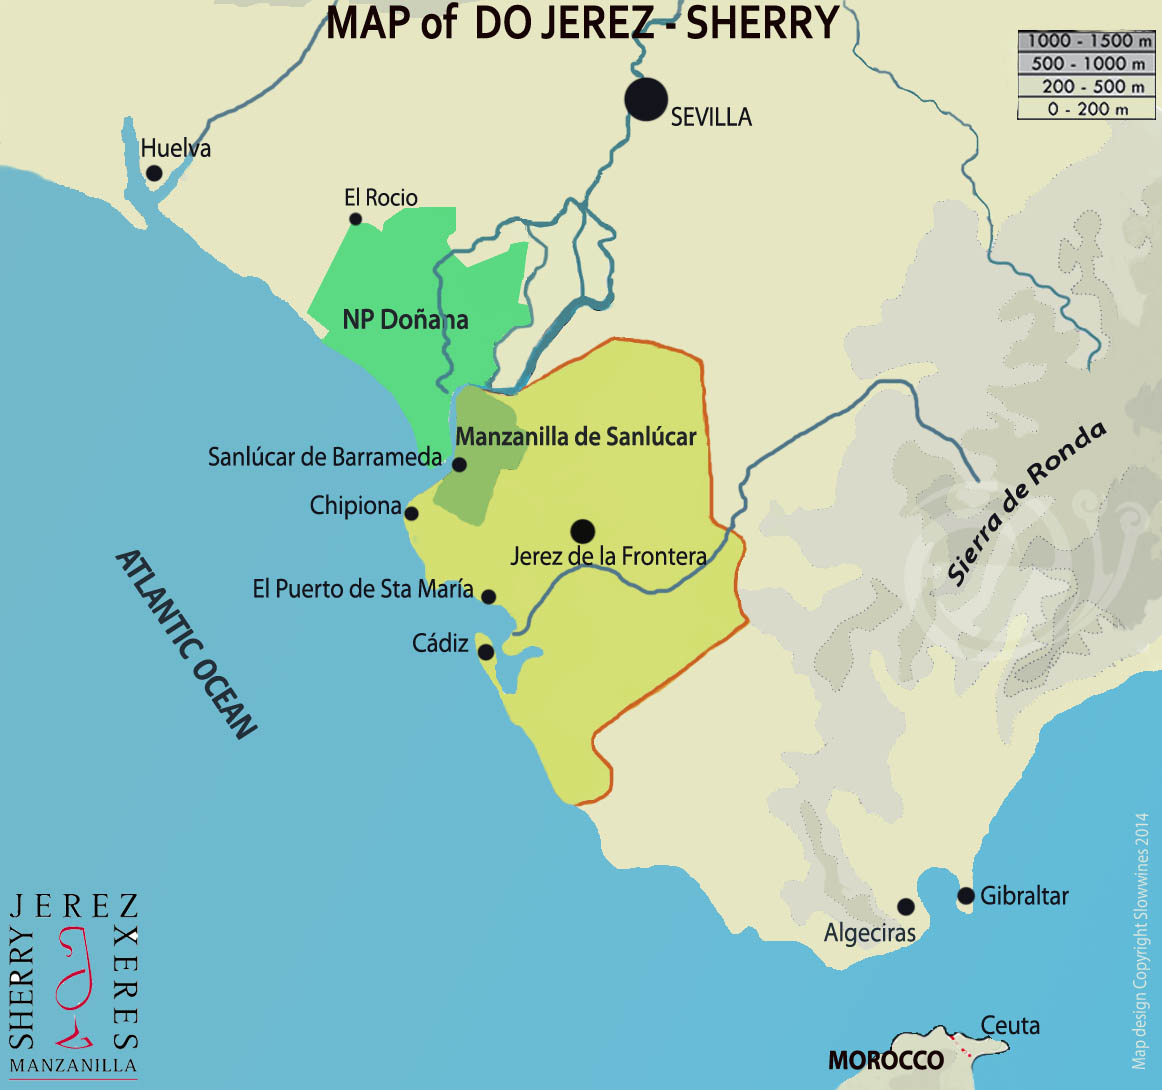 MAP of DO JEREZ - SHERRY
1000 - 1500 m
500 - 1000 m
200 - 500 m
0 - 200 m
SEVILLA
Huelva
El Rocio
NP Doñana
Manzanilla de Sanlúcar
Sanlúcar de Barrameda
Chipiona
Jerez de la Frontera
El Puerto de Sta María
Cádiz
Sierra de Ronda
ATLANTIC OCEAN
Gibraltar
Algeciras
Ceuta
MOROCCO
JEREZ
SHERRY
XERES
MANZANILLA
Map design Copyright Slowwines 2014